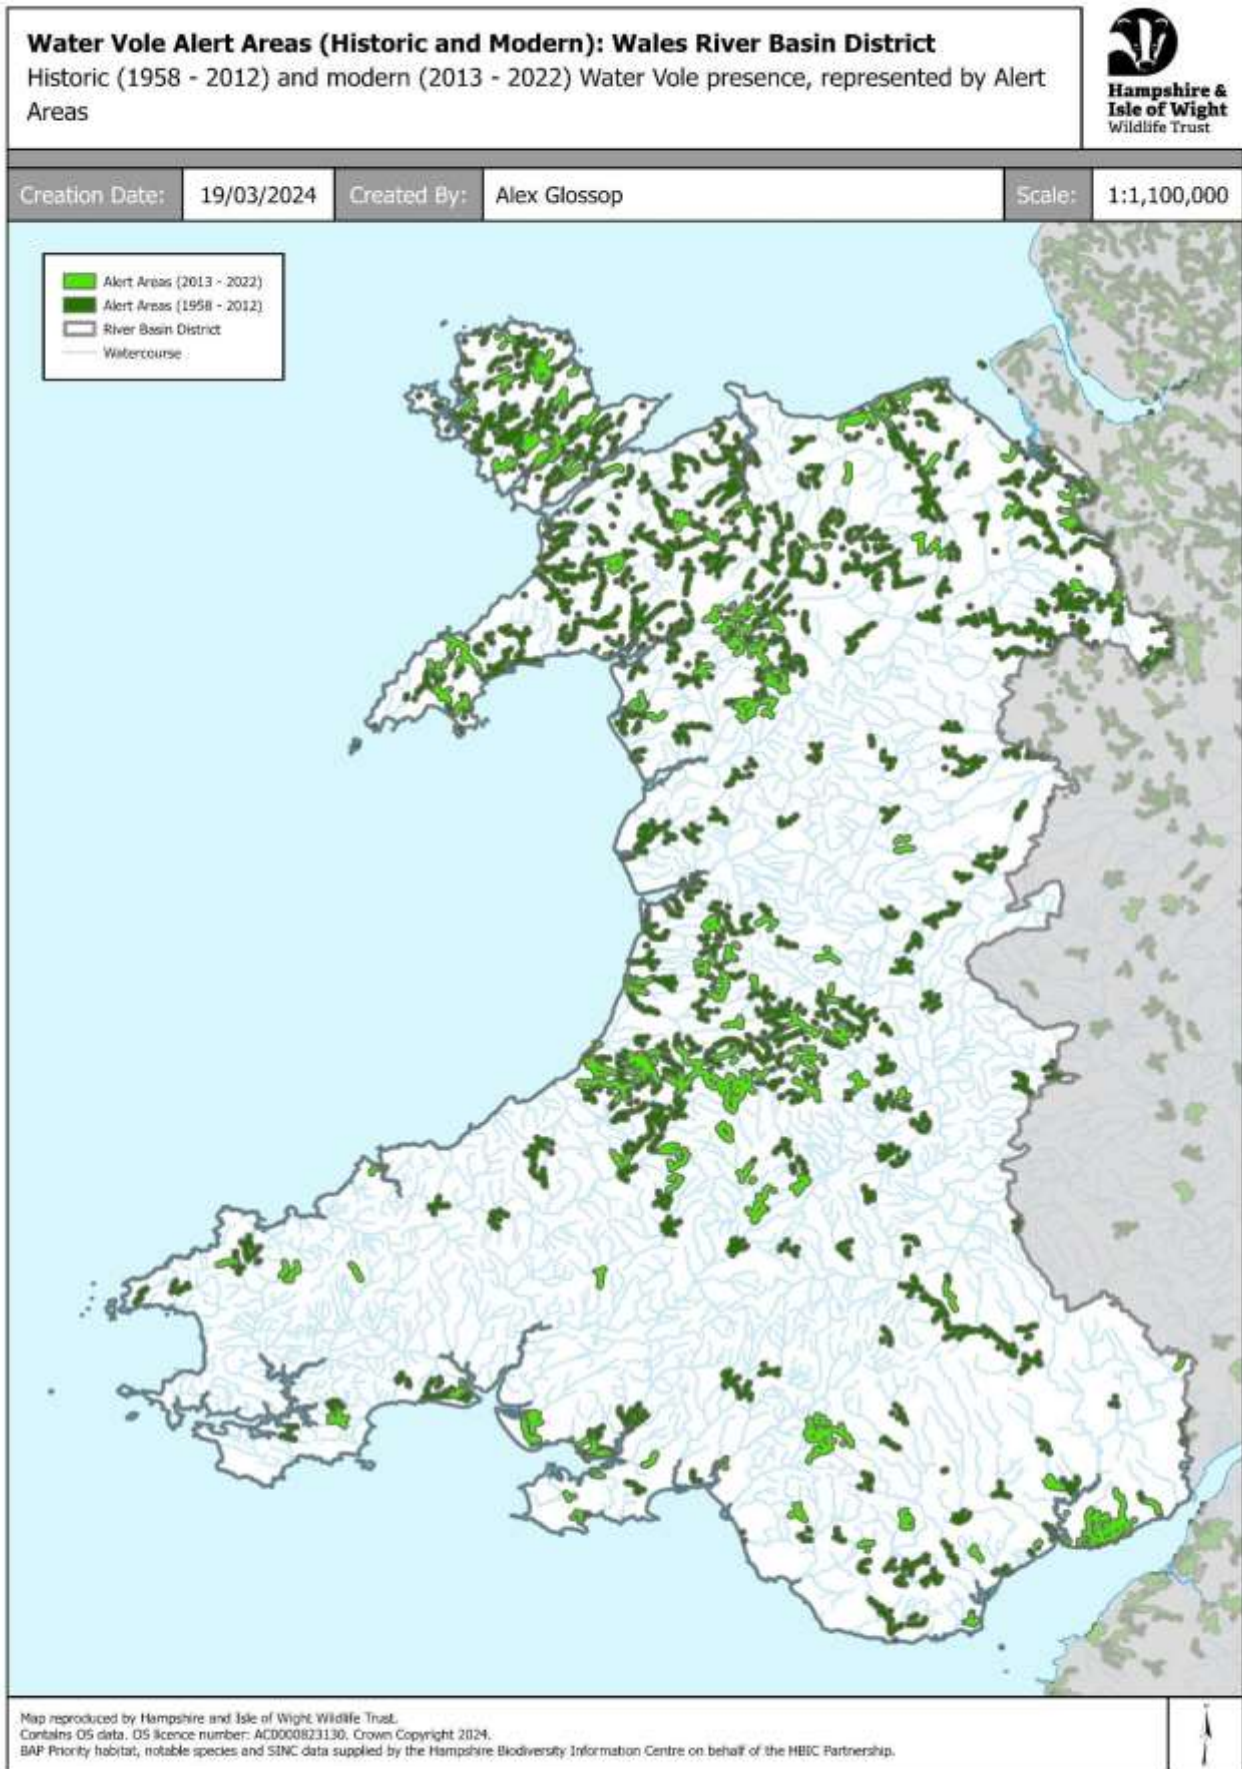 Water Vole Alert Areas (Historic and Modern): Wales River Basin District
Historic (1958 - 2012) and modern (2013 - 2022) Water Vole presence, represented by Alert
Areas
Hampshire &
Isle of Wight
Wildlife Trust
Creation Date: 19/03/2024 Created By: Alex Glossop Scale: 1:1,100,000
Alert Areas (2013 - 2022)
Alert Areas (1958 - 2012)
River Basin District
Watercourse
Map reproduced by Hampshire and Isle of Wight Wildlife Trust.
Contains OS data. OS licence number: AC0000823130. Crown Copyright 2024.
BAP Priority habitat, notable species and SINC data supplied by the Hampshire Biodiversity Information Centre on behalf of the HBIC Partnership.